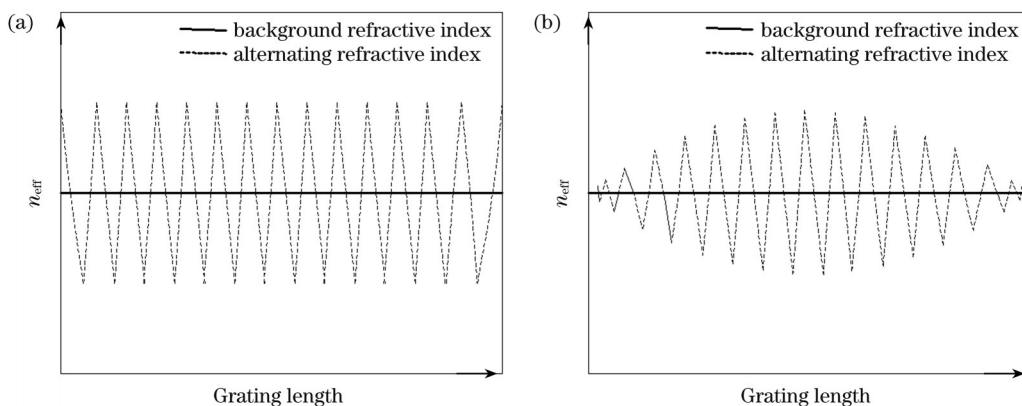 (a)
background refractive index
alternating refractive index
n_eff
Grating length
(b)
background refractive index
alternating refractive index
n_eff
Grating length